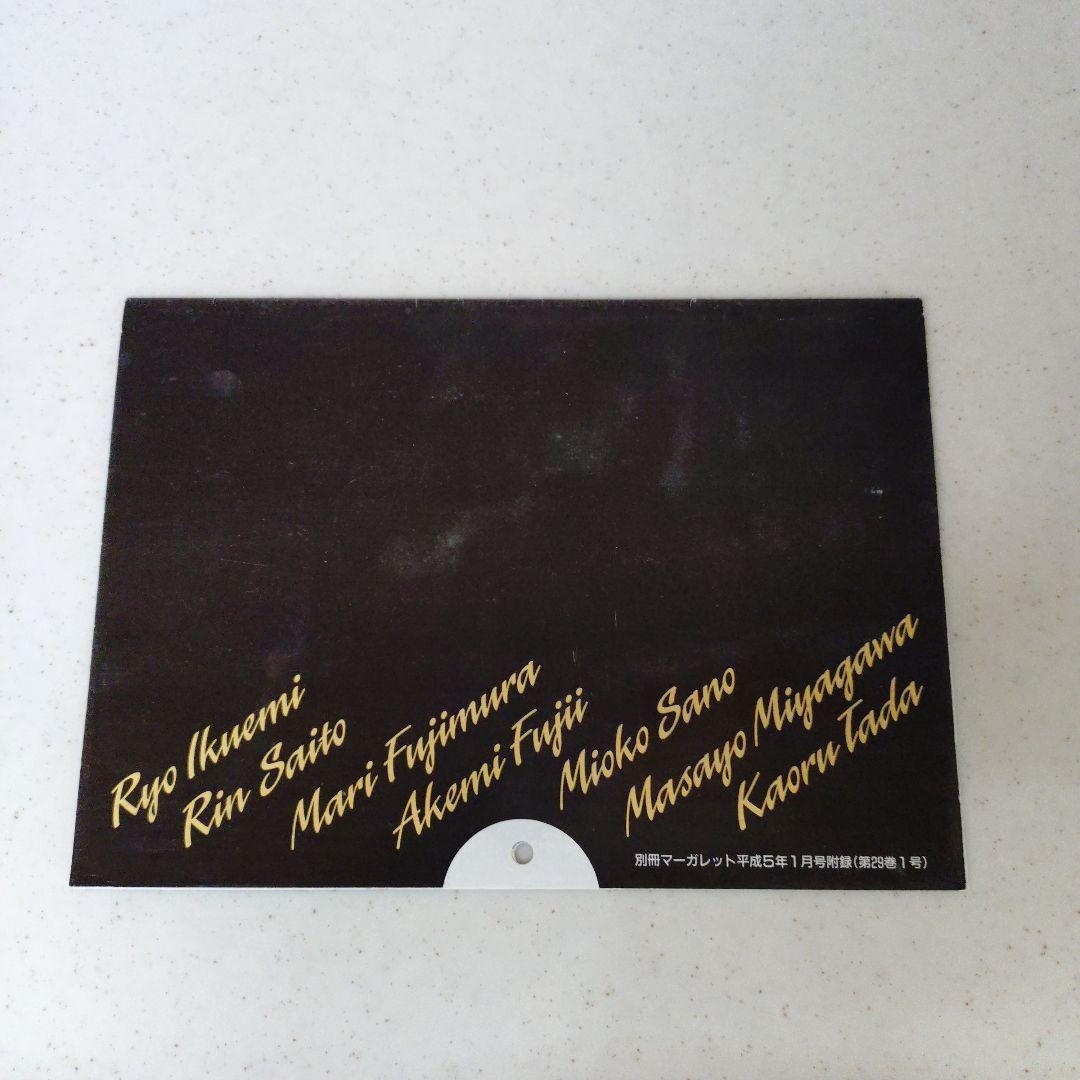 Ryo Ikuemi
Rin Saito
Mari Fujimura
Akemi Fujii
Mioko Sano
Masayo Miyagawa
Kaoru Tada
別冊マーガレット平成5年1月号附録(第29巻1号)